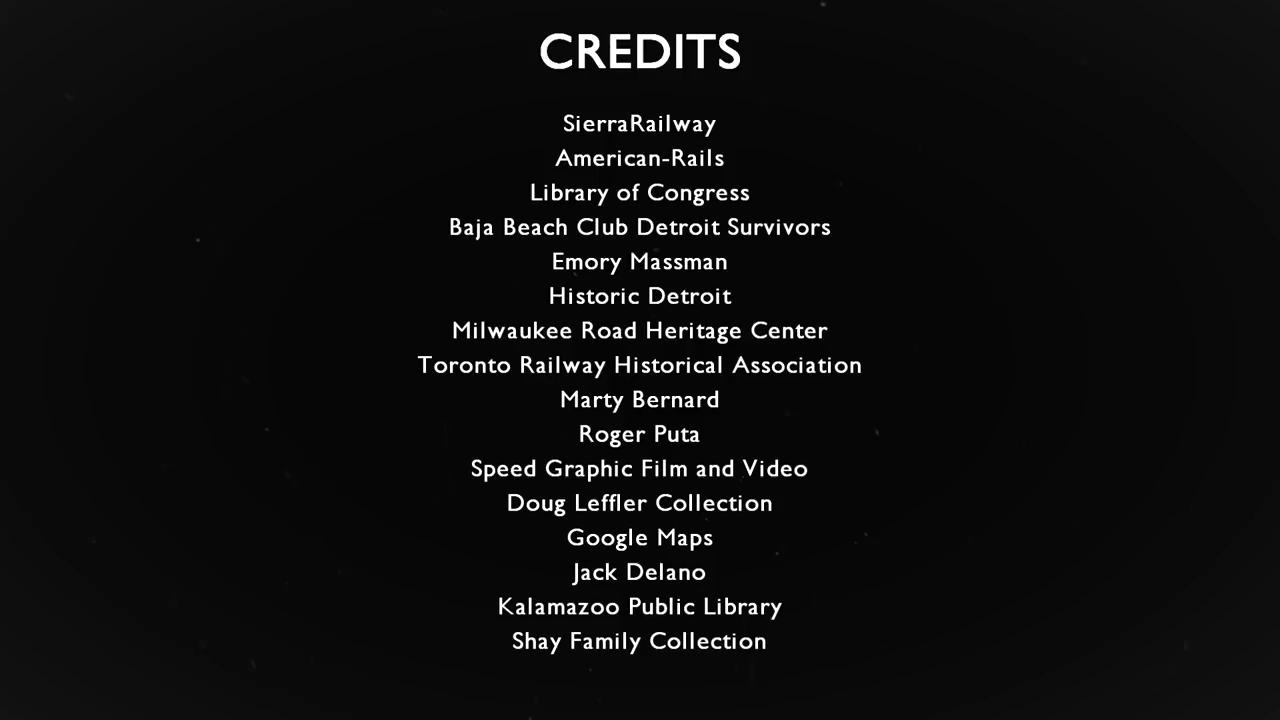 CREDITS
SierraRailway
American-Rails
Library of Congress
Baja Beach Club Detroit Survivors
Emory Massman
Historic Detroit
Milwaukee Road Heritage Center
Toronto Railway Historical Association
Marty Bernard
Roger Puta
Speed Graphic Film and Video
Doug Leffler Collection
Google Maps
Jack Delano
Kalamazoo Public Library
Shay Family Collection